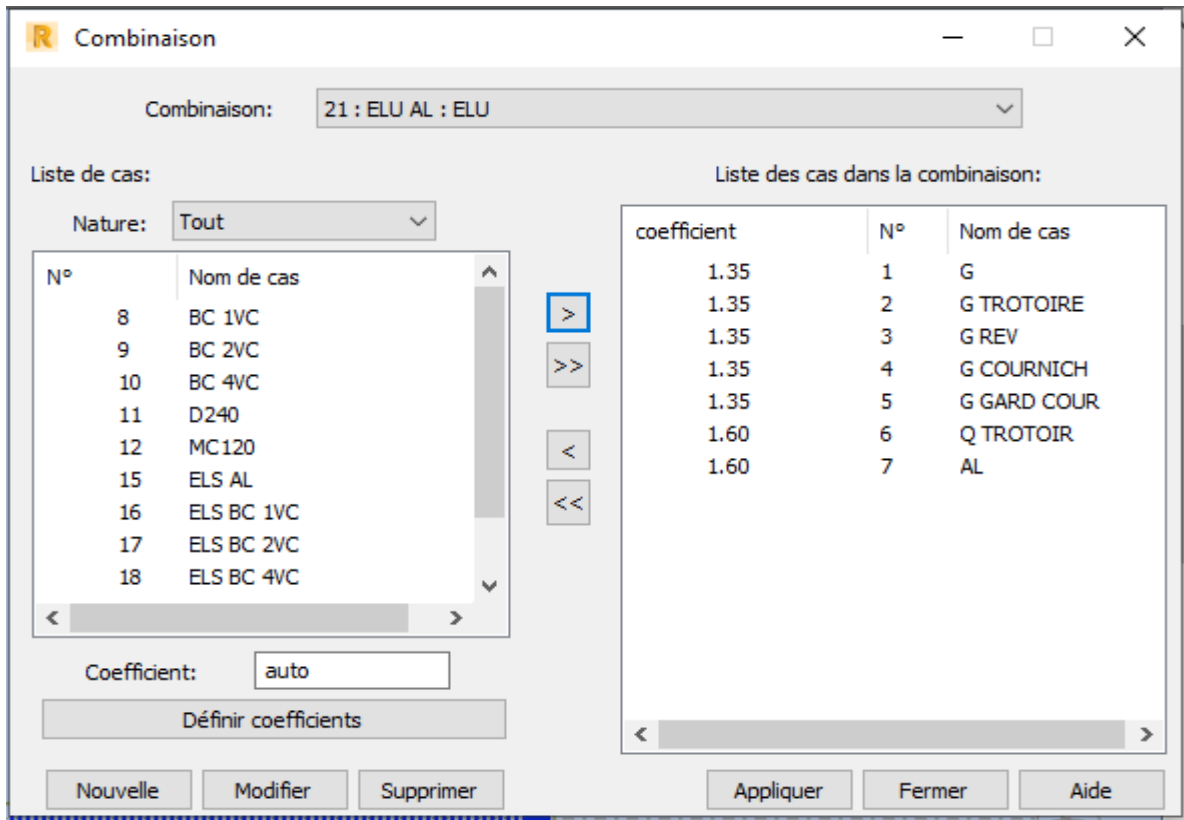 R Combinaison
Combinaison: 21 : ELU AL : ELU
Liste de cas:
Nature: Tout
N° Nom de cas
8 BC 1VC
9 BC 2VC
10 BC 4VC
11 D240
12 MC120
15 ELS AL
16 ELS BC 1VC
17 ELS BC 2VC
18 ELS BC 4VC
Coefficient: auto
Définir coefficients
Nouvelle Modifier Supprimer
>
>>
<
<<
Liste des cas dans la combinaison:
coefficient N° Nom de cas
1.35 1 G
1.35 2 G TROTOIRE
1.35 3 G REV
1.35 4 G COURNICH
1.35 5 G GARD COUR
1.60 6 Q TROTOIR
1.60 7 AL
Appliquer Fermer Aide